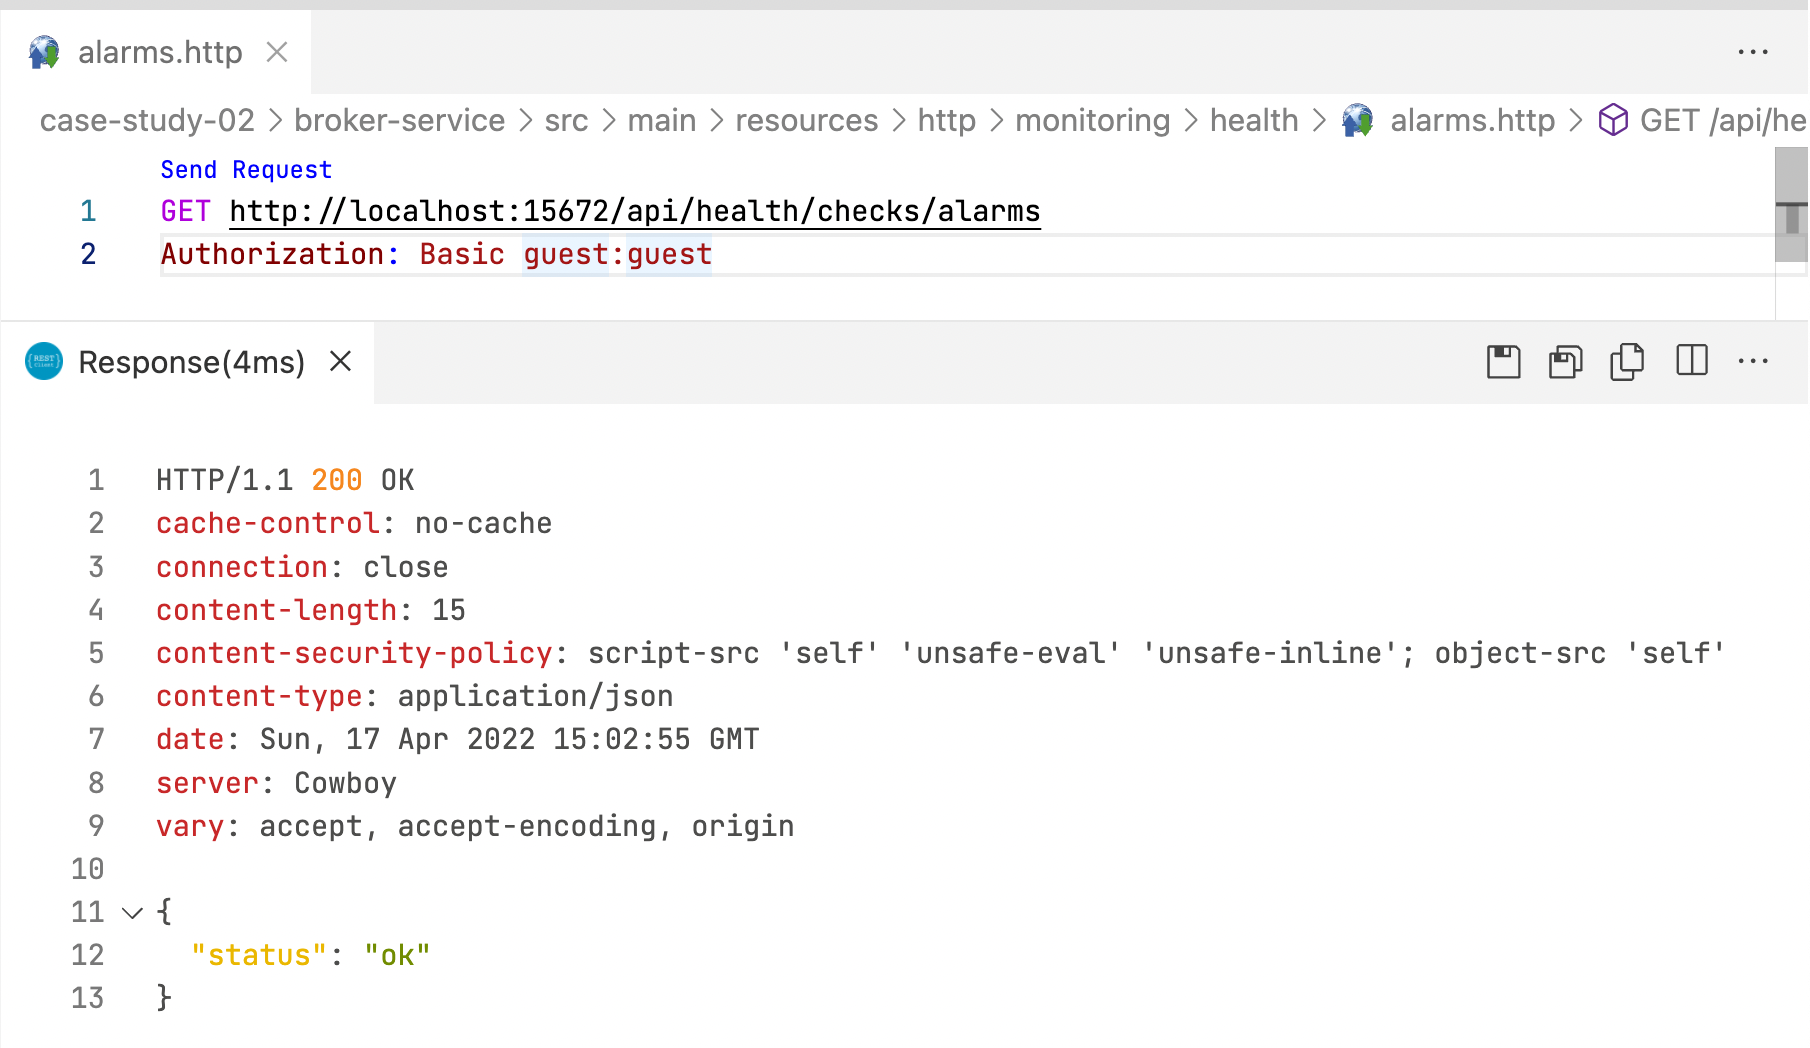 alarms.http
case-study-02 > broker-service > src > main > resources > http > monitoring > health > alarms.http > GET /api/he
Send Request
1 GET http://localhost:15672/api/health/checks/alarms
2 Authorization: Basic guest:guest
{REST}
Client
Response(4ms)
1 HTTP/1.1 200 OK
2 cache-control: no-cache
3 connection: close
4 content-length: 15
5 content-security-policy: script-src 'self' 'unsafe-eval' 'unsafe-inline'; object-src 'self'
6 content-type: application/json
7 date: Sun, 17 Apr 2022 15:02:55 GMT
8 server: Cowboy
9 vary: accept, accept-encoding, origin
10
11 {
12 "status": "ok"
13 }